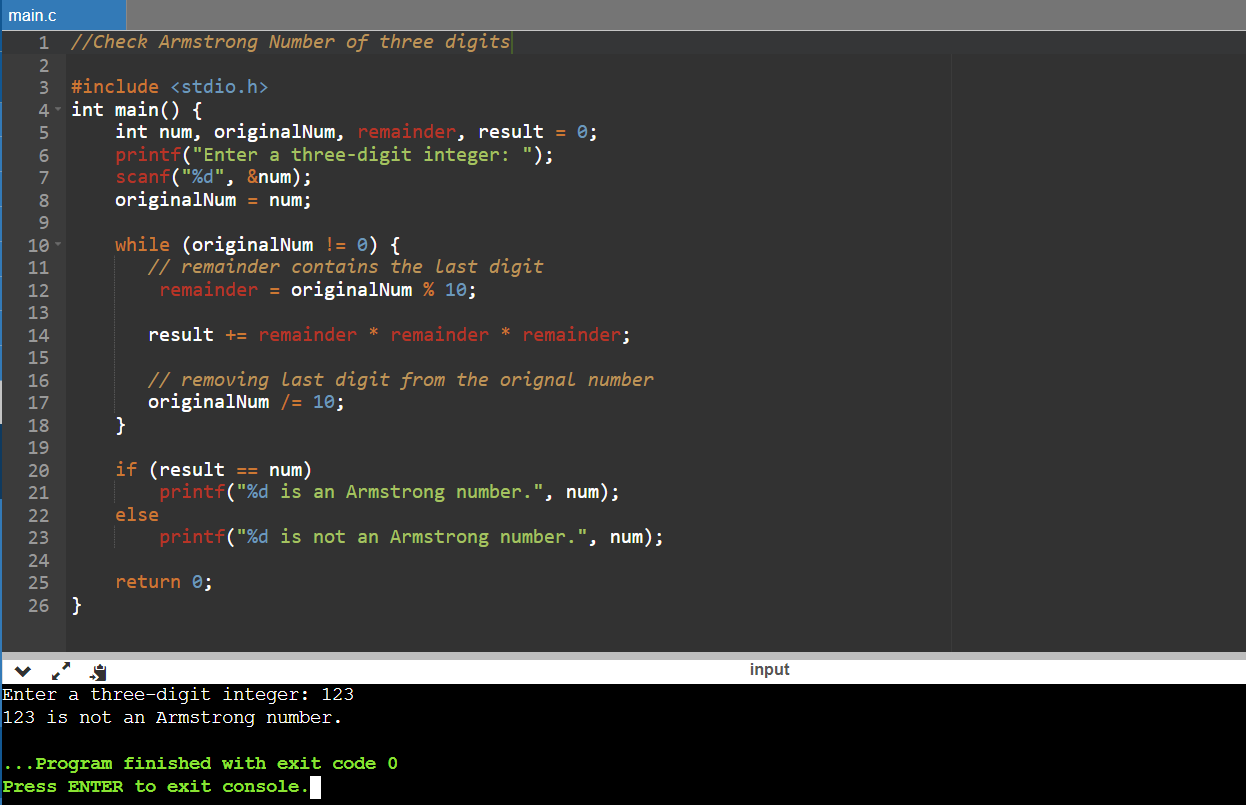 main.c
1 //Check Armstrong Number of three digits
2
3 #include <stdio.h>
4 int main() {
5     int num, originalNum, remainder, result = 0;
6     printf("Enter a three-digit integer: ");
7     scanf("%d", &num);
8     originalNum = num;
9
10     while (originalNum != 0) {
11        // remainder contains the last digit
12         remainder = originalNum % 10;
13
14        result += remainder * remainder * remainder;
15
16        // removing last digit from the orignal number
17        originalNum /= 10;
18     }
19
20     if (result == num)
21         printf("%d is an Armstrong number.", num);
22     else
23         printf("%d is not an Armstrong number.", num);
24
25     return 0;
26 }
input
Enter a three-digit integer: 123
123 is not an Armstrong number.
...Program finished with exit code 0
Press ENTER to exit console.